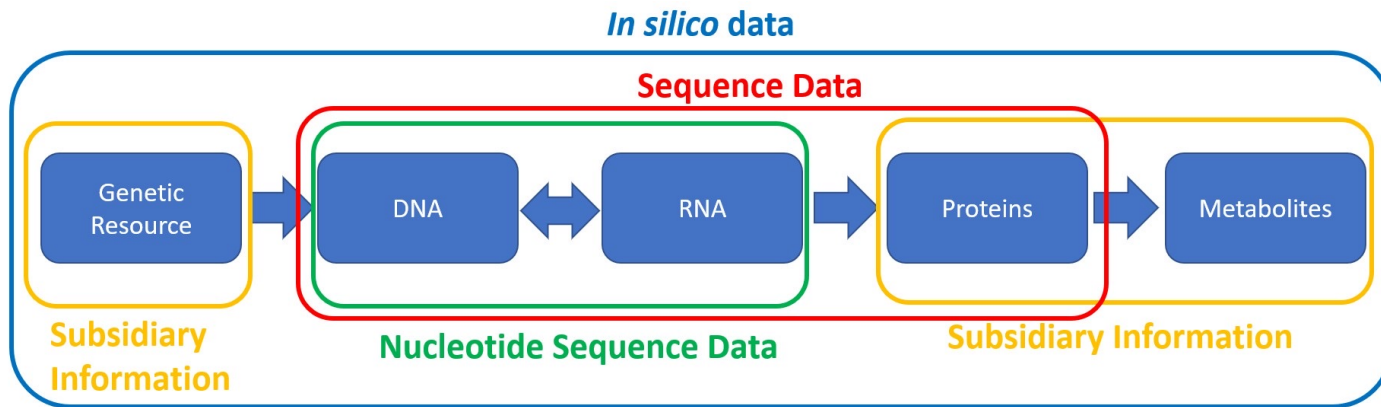 In silico data
Sequence Data
Genetic
Resource
DNA
RNA
Proteins
Metabolites
Subsidiary
Information
Nucleotide Sequence Data
Subsidiary Information